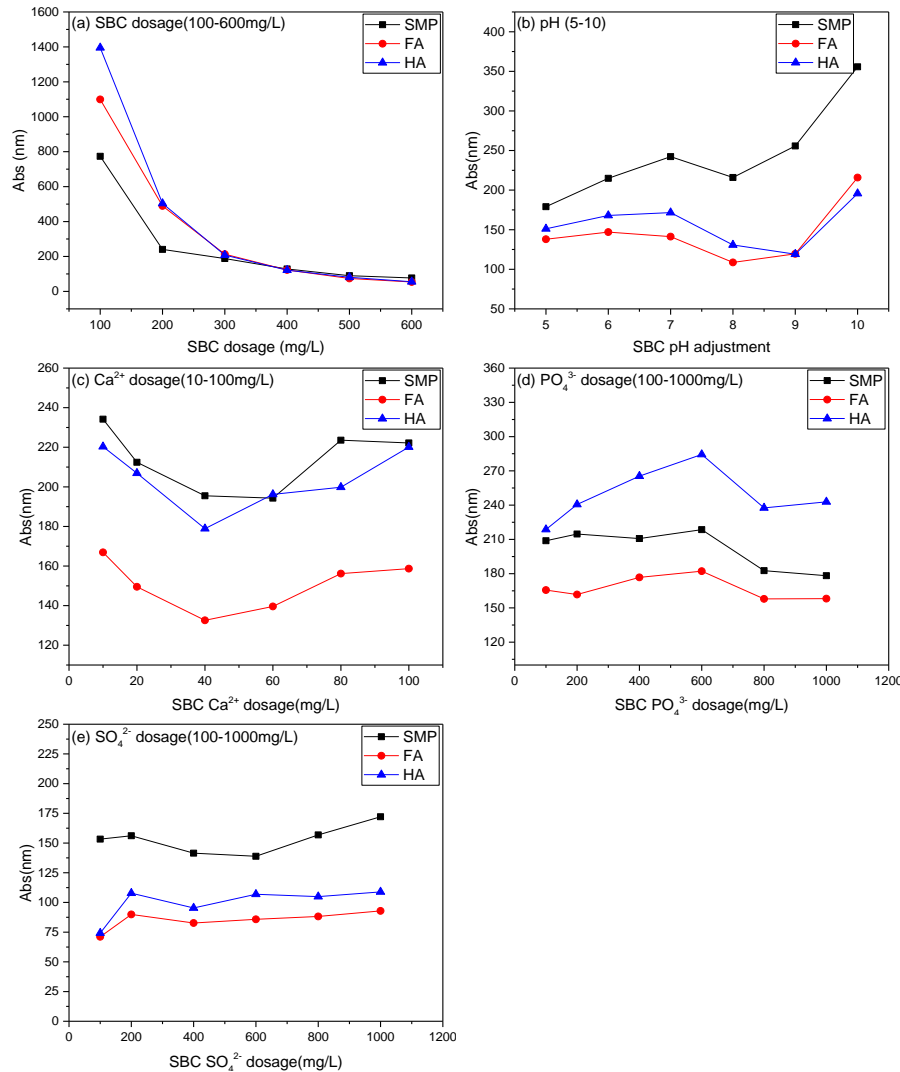 (a) SBC dosage(100-600mg/L)
SMP
FA
HA
1600
1400
1200
1000
800
600
400
200
0
Abs (nm)
100 200 300 400 500 600
SBC dosage (mg/L)
(b) pH (5-10)
SMP
FA
HA
400
350
300
250
200
150
100
50
Abs(nm)
5 6 7 8 9 10
SBC pH adjustment
(c) Ca²⁺ dosage(10-100mg/L)
SMP
FA
HA
260
240
220
200
180
160
140
120
Abs(nm)
0 20 40 60 80 100
SBC Ca²⁺ dosage(mg/L)
(d) PO₄³⁻ dosage(100-1000mg/L)
SMP
FA
HA
360
330
300
270
240
210
180
150
120
Abs(nm)
0 200 400 600 800 1000 1200
SBC PO₄³⁻ dosage(mg/L)
(e) SO₄²⁻ dosage(100-1000mg/L)
SMP
FA
HA
250
225
200
175
150
125
100
75
50
25
0
Abs(nm)
0 200 400 600 800 1000 1200
SBC SO₄²⁻ dosage(mg/L)